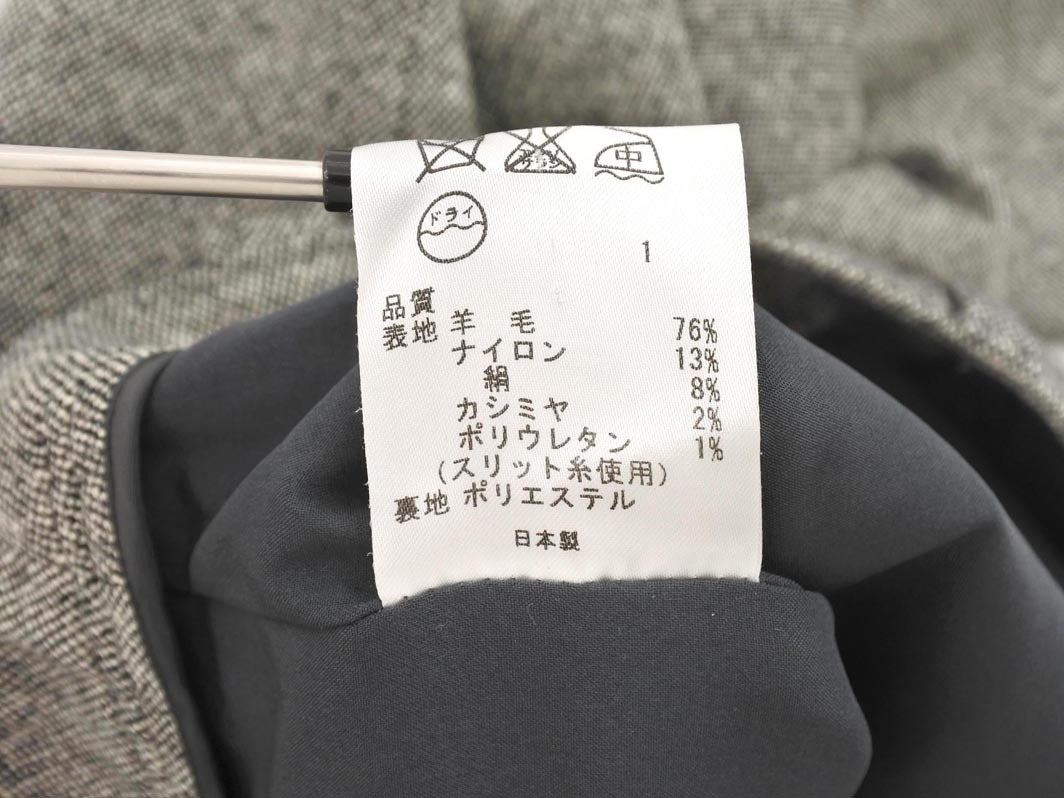 中
ドライ
1
品質
表地 羊 毛 76%
ナイロン 13%
絹 8%
カシミヤ 2%
ポリウレタン 1%
(スリット糸使用)
裏地 ポリエステル
日本製